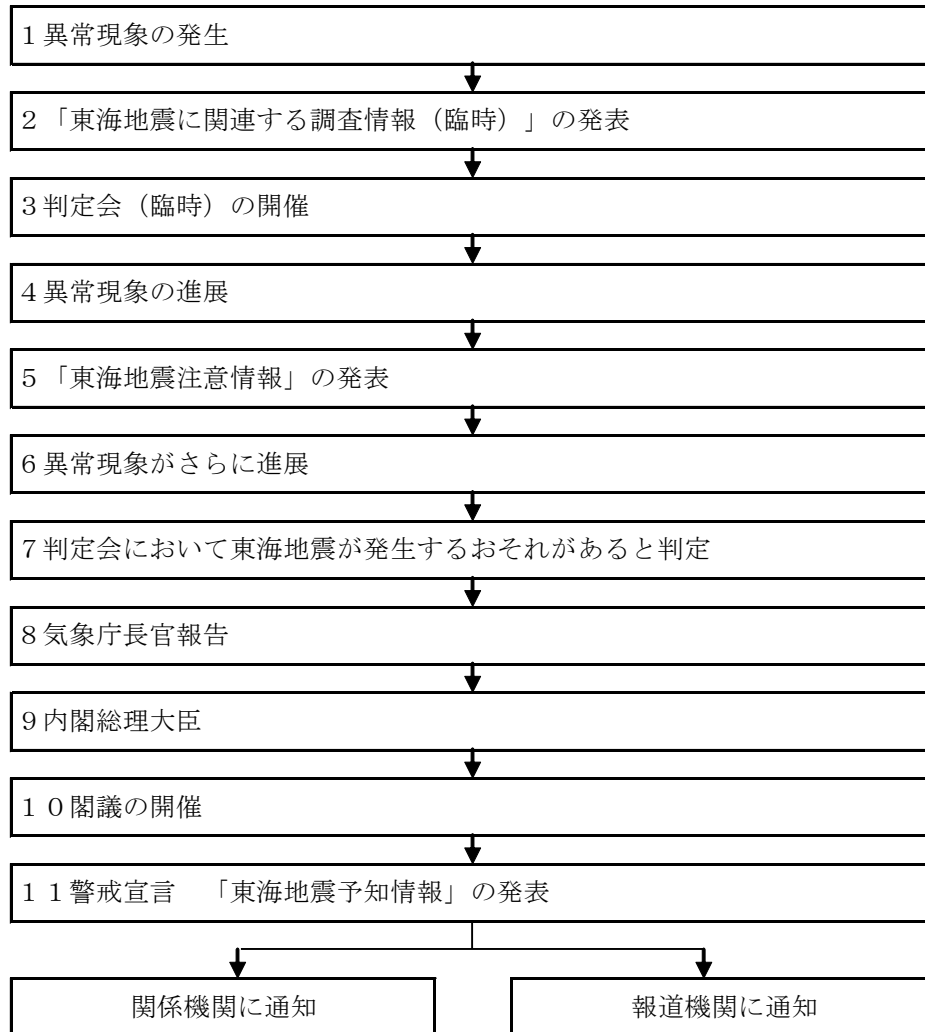 １異常現象の発生
２「東海地震に関連する調査情報（臨時）」の発表
３判定会（臨時）の開催
４異常現象の進展
５「東海地震注意情報」の発表
６異常現象がさらに進展
７判定会において東海地震が発生するおそれがあると判定
８気象庁長官報告
９内閣総理大臣
１０閣議の開催
１１警戒宣言　「東海地震予知情報」の発表
関係機関に通知
報道機関に通知